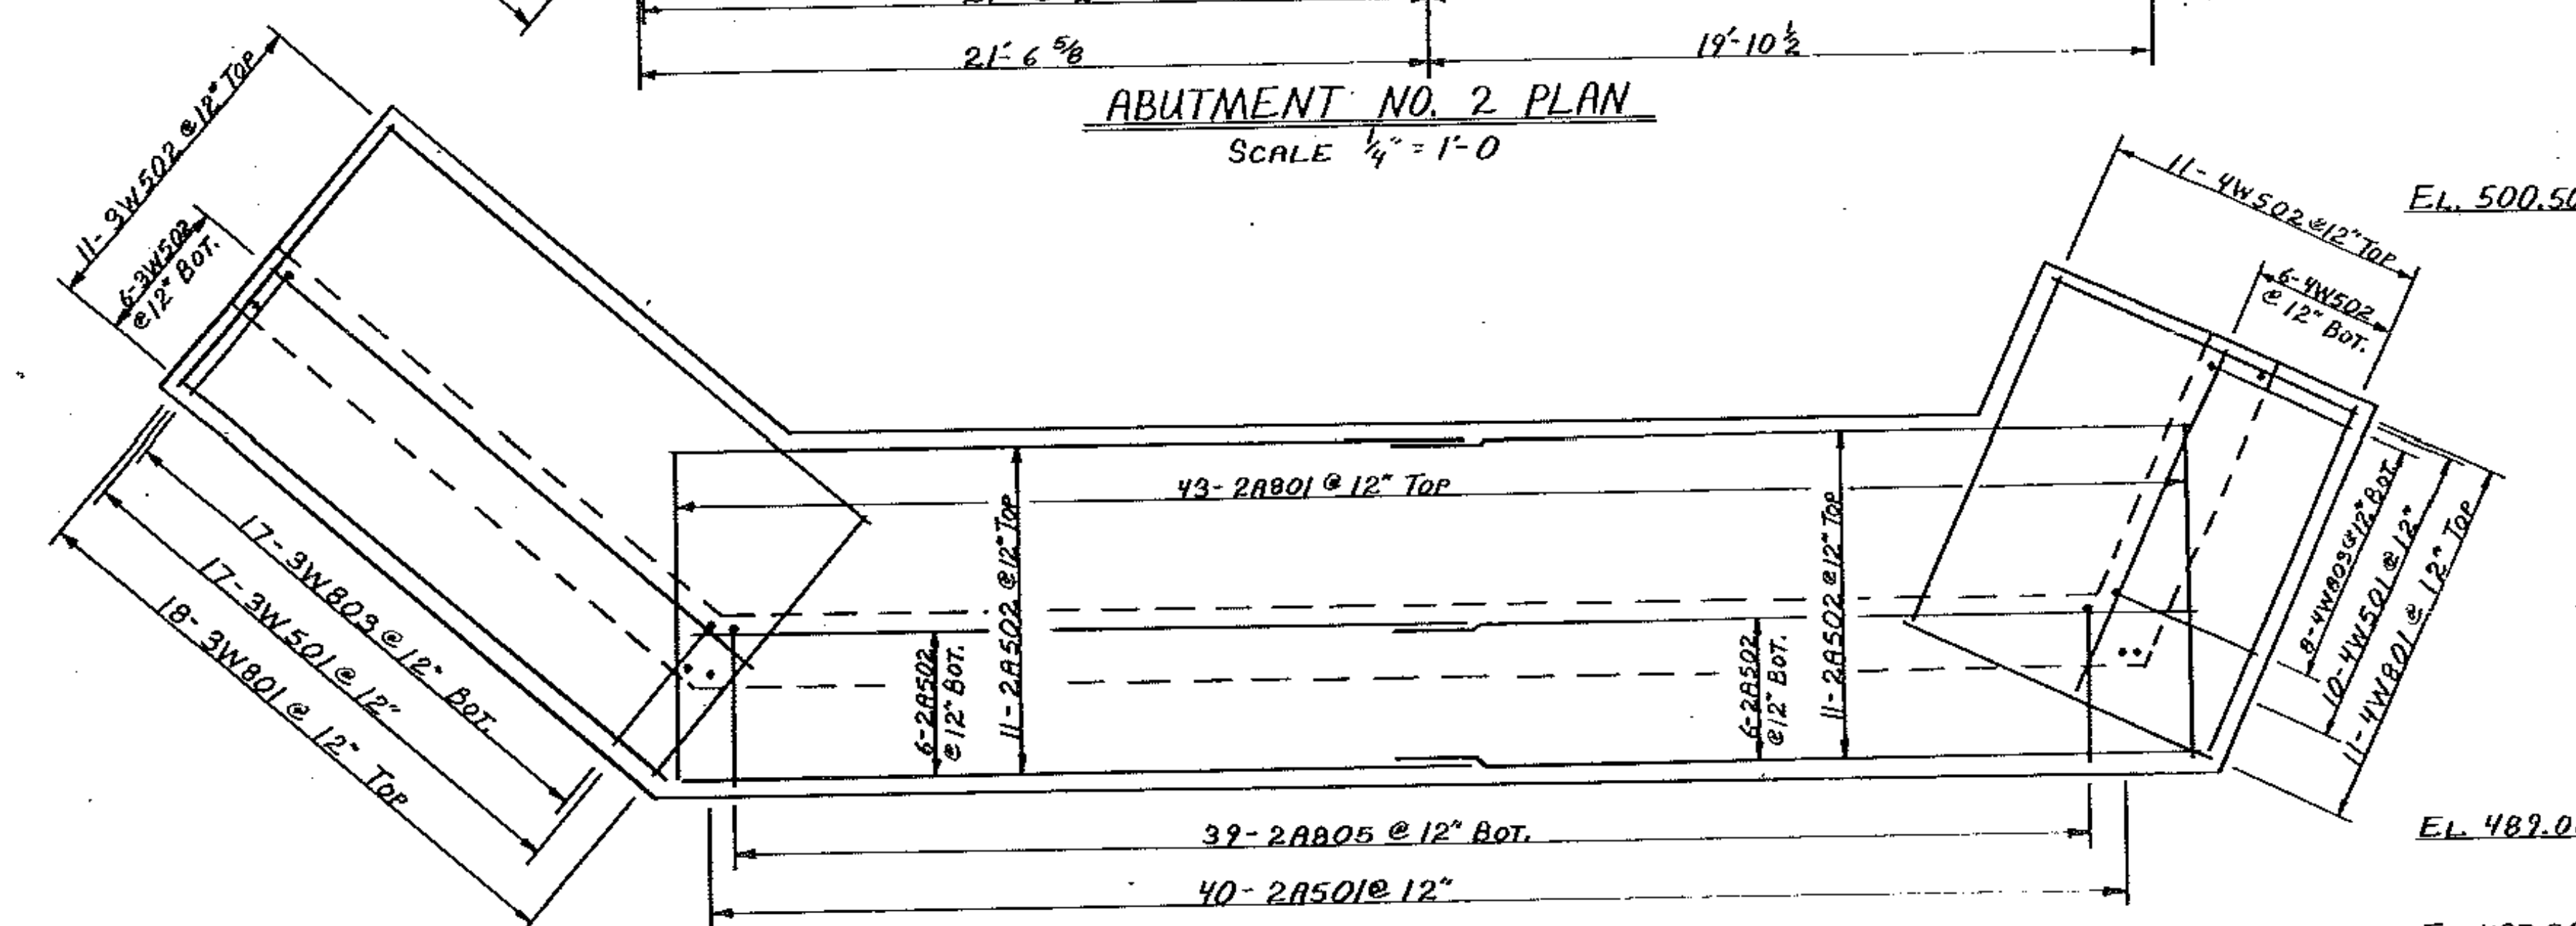 21'-6 5/8
19'-10 1/2
ABUTMENT NO. 2 PLAN
SCALE 1/4" = 1'-0
11-3W502 @ 12" TOP
6-3W502
@ 12" BOT.
11-4W502 @ 12" TOP
6-4W502
@ 12" BOT.
EL. 500.50
43-2A801 @ 12" TOP
11-2A502 @ 12" TOP
11-2A502 @ 12" TOP
6-2A502
@ 12" BOT.
6-2A502
@ 12" BOT.
17-3W803 @ 12" BOT.
17-3W501 @ 12"
18-3W801 @ 12" TOP
4W803 @ 12" BOT.
10-4W501 @ 12"
11-4W801 @ 12" TOP
39-2A805 @ 12" BOT.
40-2A501 @ 12"
EL. 489.0